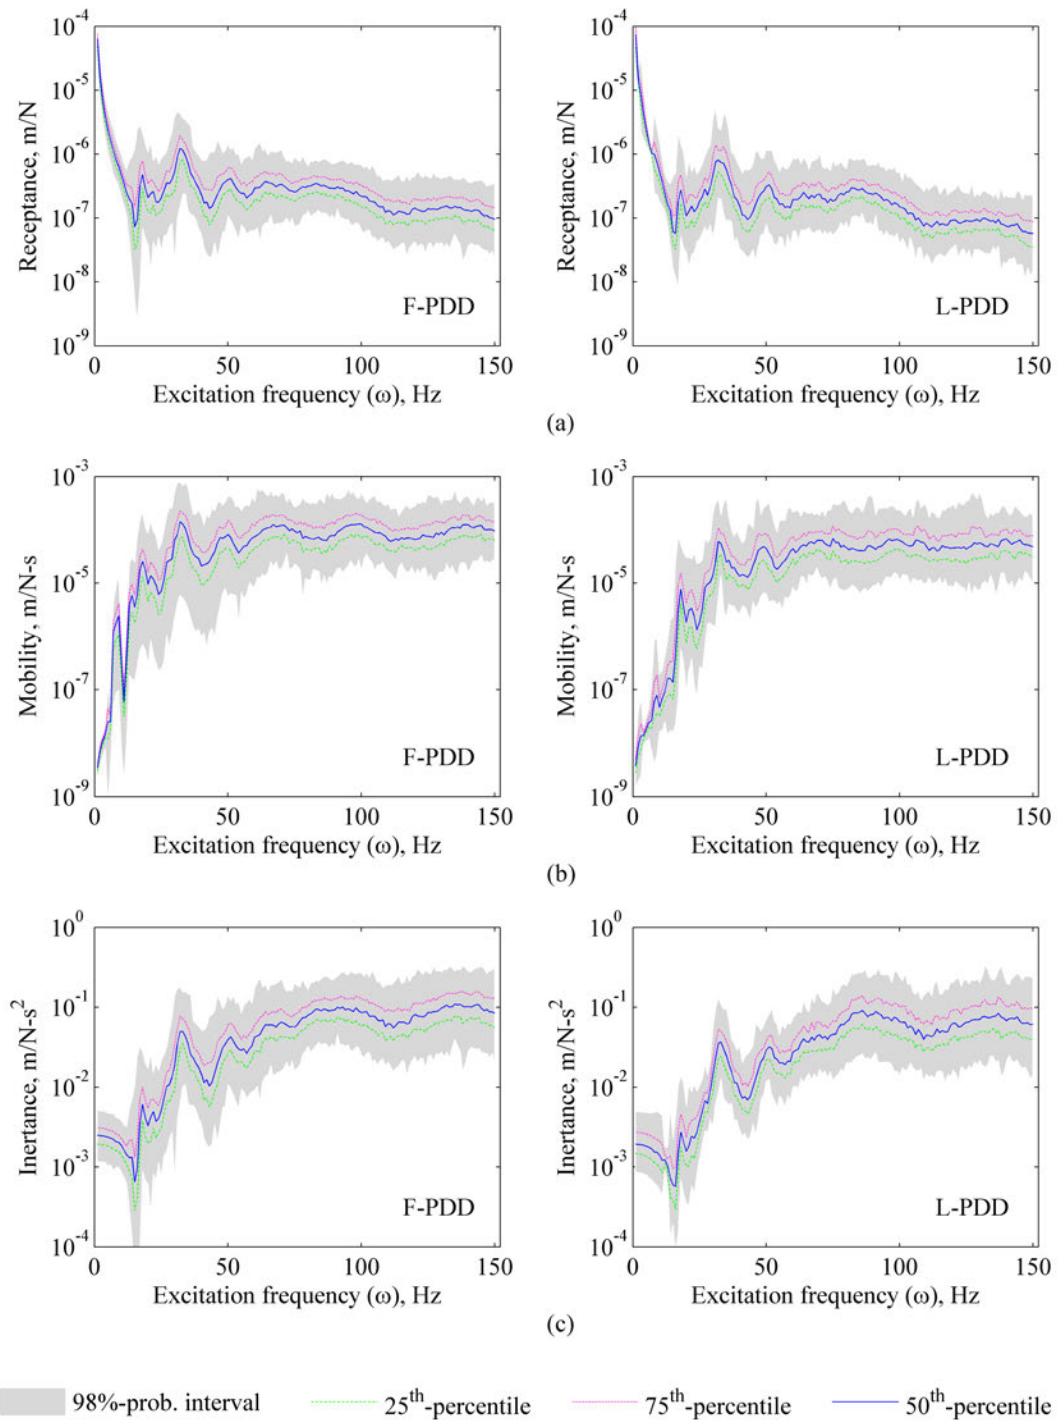 10^-4
10^-5
10^-6
10^-7
10^-8
10^-9
Receptance, m/N
F-PDD
0 50 100 150
Excitation frequency (ω), Hz
10^-4
10^-5
10^-6
10^-7
10^-8
10^-9
Receptance, m/N
L-PDD
0 50 100 150
Excitation frequency (ω), Hz
(a)
10^-3
10^-5
10^-7
10^-9
Mobility, m/N-s
F-PDD
0 50 100 150
Excitation frequency (ω), Hz
10^-3
10^-5
10^-7
10^-9
Mobility, m/N-s
L-PDD
0 50 100 150
Excitation frequency (ω), Hz
(b)
10^0
10^-1
10^-2
10^-3
10^-4
Inertance, m/N-s^2
F-PDD
0 50 100 150
Excitation frequency (ω), Hz
10^0
10^-1
10^-2
10^-3
10^-4
Inertance, m/N-s^2
L-PDD
0 50 100 150
Excitation frequency (ω), Hz
(c)
98%-prob. interval 25^th-percentile 75^th-percentile 50^th-percentile